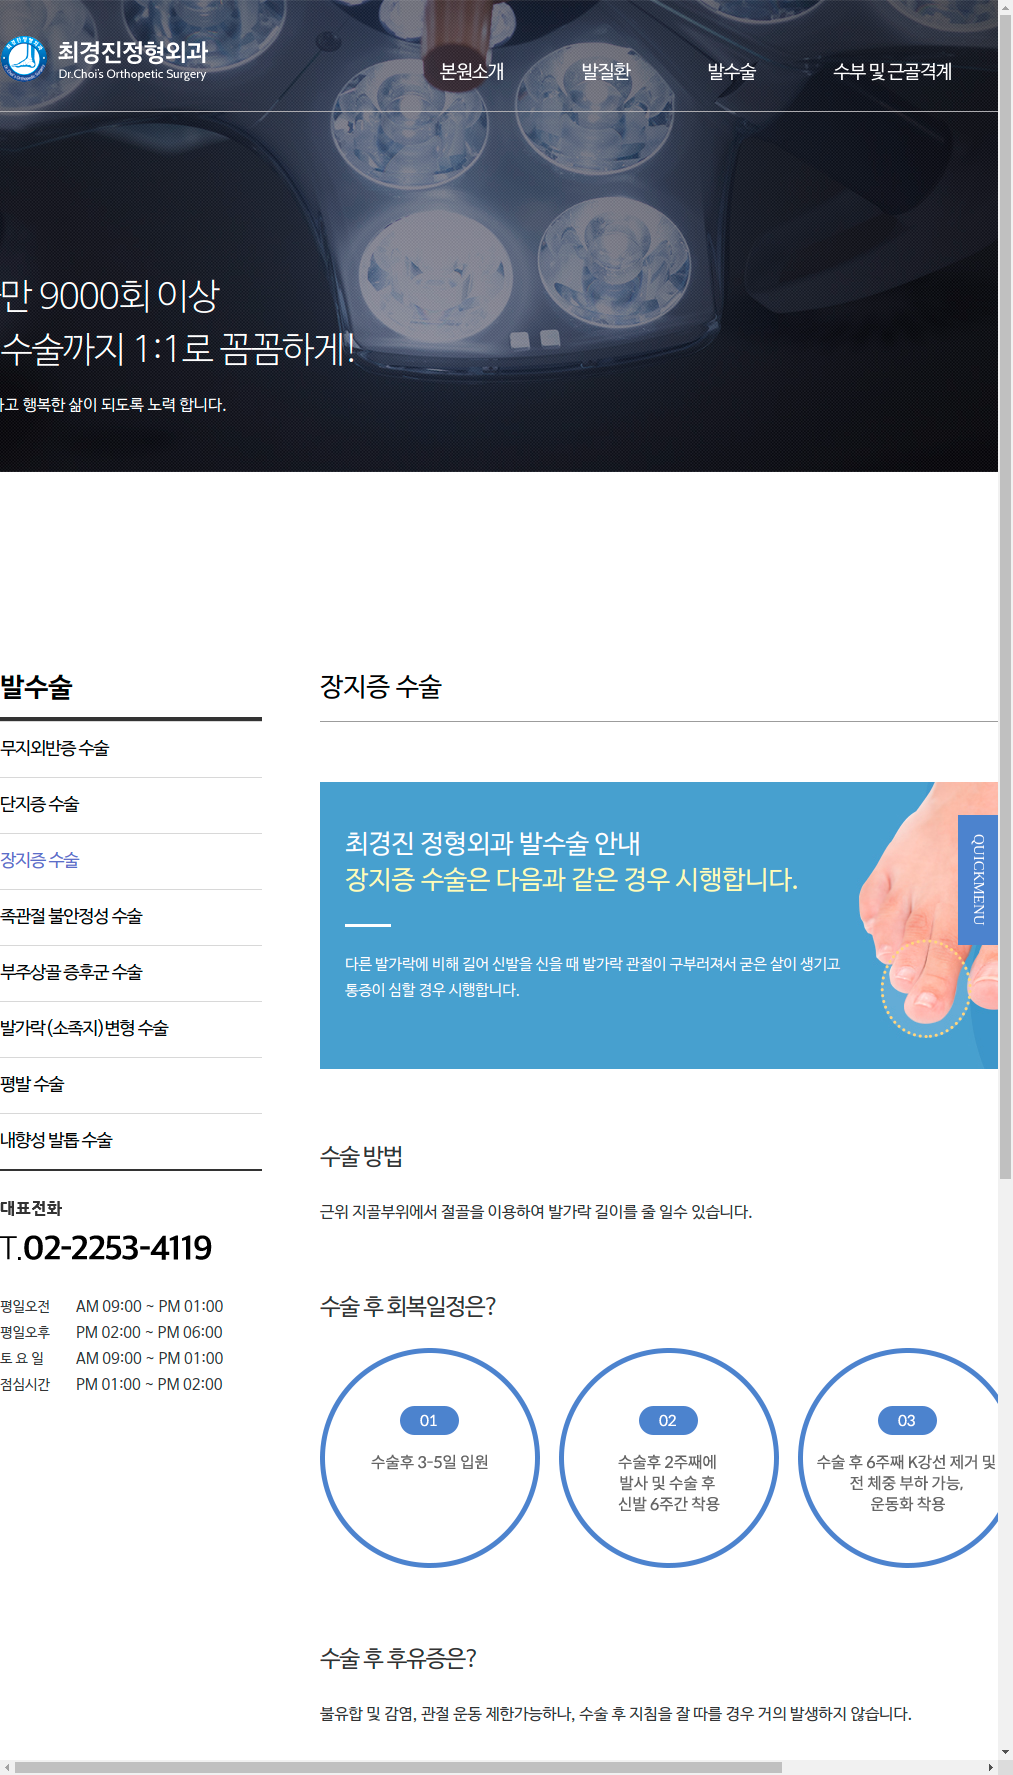 최경진정형외과
Dr.Choi's Orthopetic Surgery
본원소개 발질환 발수술 수부 및 근골격계
만 9000회 이상
수술까지 1:1로 꼼꼼하게!
고 행복한 삶이 되도록 노력 합니다.
발수술
무지외반증 수술
단지증 수술
장지증 수술
족관절 불안정성 수술
부주상골 증후군 수술
발가락(소족지)변형 수술
평발 수술
내향성 발톱 수술
대표전화
T.02-2253-4119
평일오전 AM 09:00 ~ PM 01:00
평일오후 PM 02:00 ~ PM 06:00
토 요 일 AM 09:00 ~ PM 01:00
점심시간 PM 01:00 ~ PM 02:00
장지증 수술
최경진 정형외과 발수술 안내
장지증 수술은 다음과 같은 경우 시행합니다.
다른 발가락에 비해 길어 신발을 신을 때 발가락 관절이 구부러져서 굳은 살이 생기고
통증이 심할 경우 시행합니다.
QUICKMENU
수술 방법
근위 지골부위에서 절골을 이용하여 발가락 길이를 줄 일수 있습니다.
수술 후 회복일정은?
01
수술후 3-5일 입원
02
수술후 2주째에
발사 및 수술 후
신발 6주간 착용
03
수술 후 6주째 K강선 제거 및
전 체중 부하 가능,
운동화 착용
수술 후 후유증은?
불유합 및 감염, 관절 운동 제한가능하나, 수술 후 지침을 잘 따를 경우 거의 발생하지 않습니다.